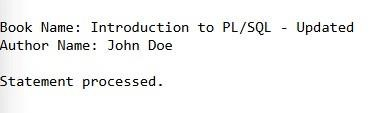 Book Name: Introduction to PL/SQL - Updated
Author Name: John Doe
Statement processed.